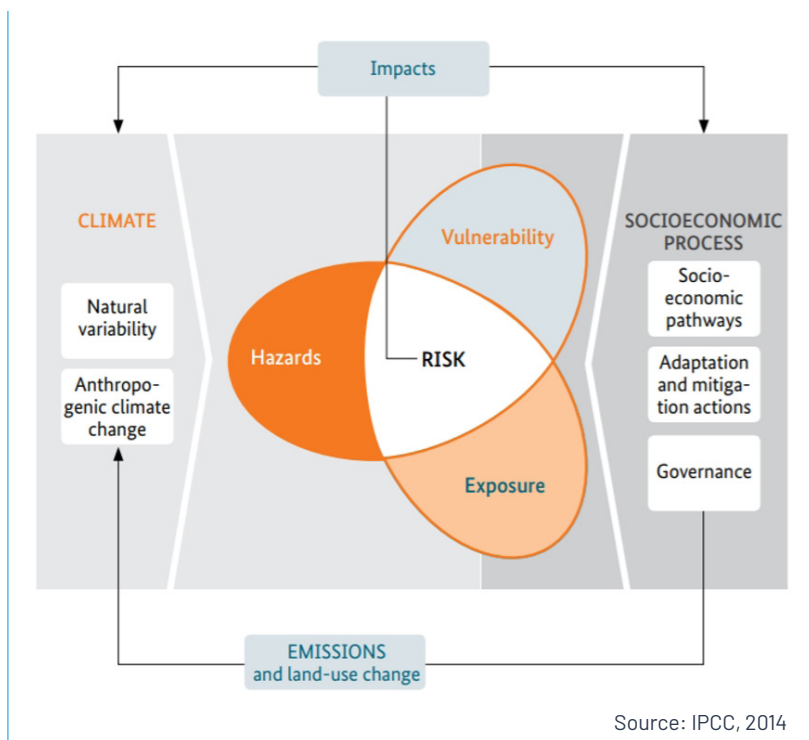 Impacts
CLIMATE
Natural
variability
Anthropo-
genic climate
change
Hazards
Vulnerability
RISK
Exposure
SOCIOECONOMIC
PROCESS
Socio-
economic
pathways
Adaptation
and mitiga-
tion actions
Governance
EMISSIONS
and land-use change
Source: IPCC, 2014